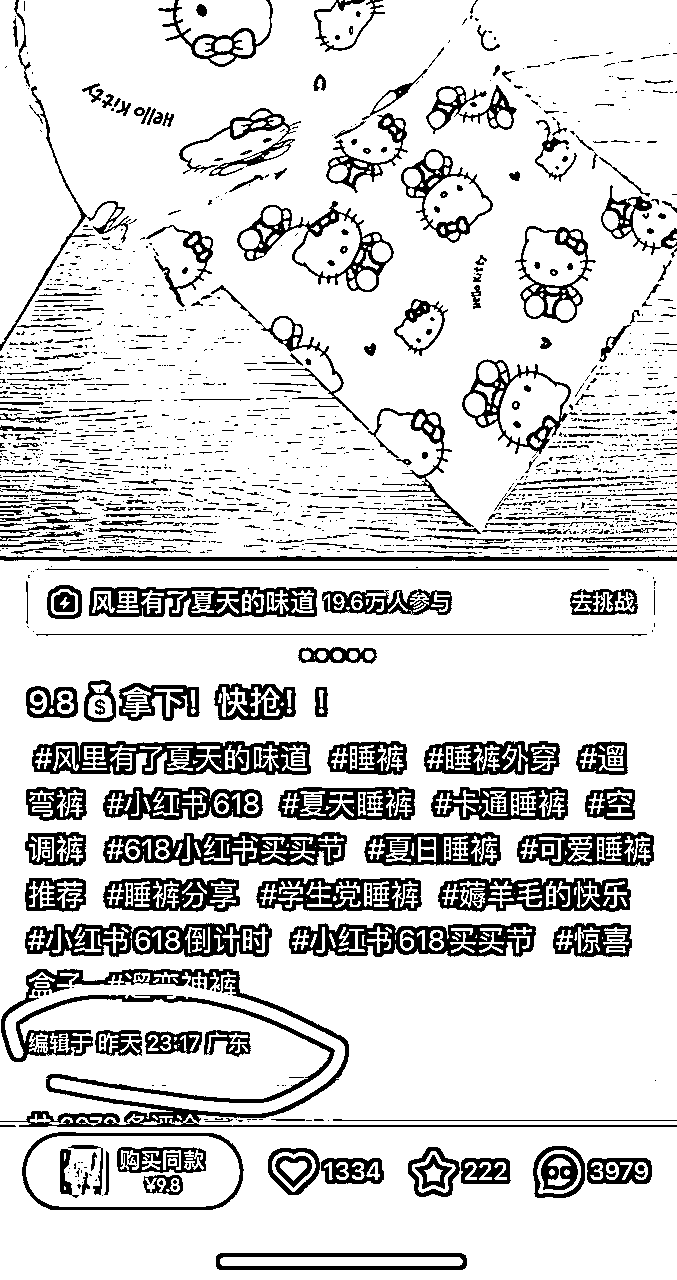 Hello Kitty
Hello Kitty
风里有了夏天的味道 19.6万人参与 去挑战
9.8💰拿下！快抢！！
#风里有了夏天的味道 #睡裤 #睡裤外穿 #遛
弯裤 #小红书618 #夏天睡裤 #卡通睡裤 #空
调裤 #618小红书买买节 #夏日睡裤 #可爱睡裤
推荐 #睡裤分享 #学生党睡裤 #薅羊毛的快乐
#小红书618倒计时 #小红书618买买节 #惊喜
盒子 #遛弯神裤
编辑于 昨天 23:17 广东
共 3979 条评论
购买同款
¥9.8
1334 222 3979